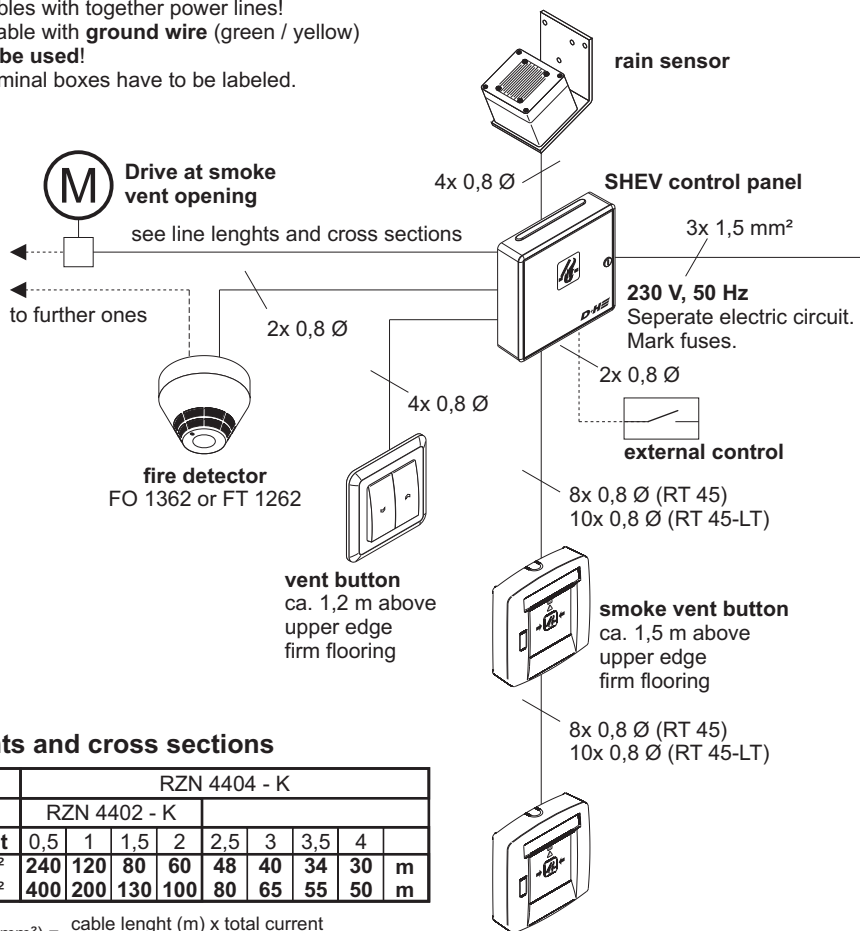 with together power lines!
with ground wire (green / yellow)
be used!
boxes have to be labeled.
rain sensor
M
Drive at smoke
vent opening
4x 0,8 Ø
SHEV control panel
see line lenghts and cross sections
3x 1,5 mm²
D+H
to further ones
2x 0,8 Ø
230 V, 50 Hz
Seperate electric circuit.
Mark fuses.
2x 0,8 Ø
4x 0,8 Ø
external control
fire detector
FO 1362 or FT 1262
8x 0,8 Ø (RT 45)
10x 0,8 Ø (RT 45-LT)
vent button
ca. 1,2 m above
upper edge
firm flooring
smoke vent button
ca. 1,5 m above
upper edge
firm flooring
8x 0,8 Ø (RT 45)
10x 0,8 Ø (RT 45-LT)
and cross sections
RZN 4404 - K
RZN 4402 - K
0,5 1 1,5 2 2,5 3 3,5 4
240 120 80 60 48 40 34 30 m
400 200 130 100 80 65 55 50 m
= cable lenght (m) x total current